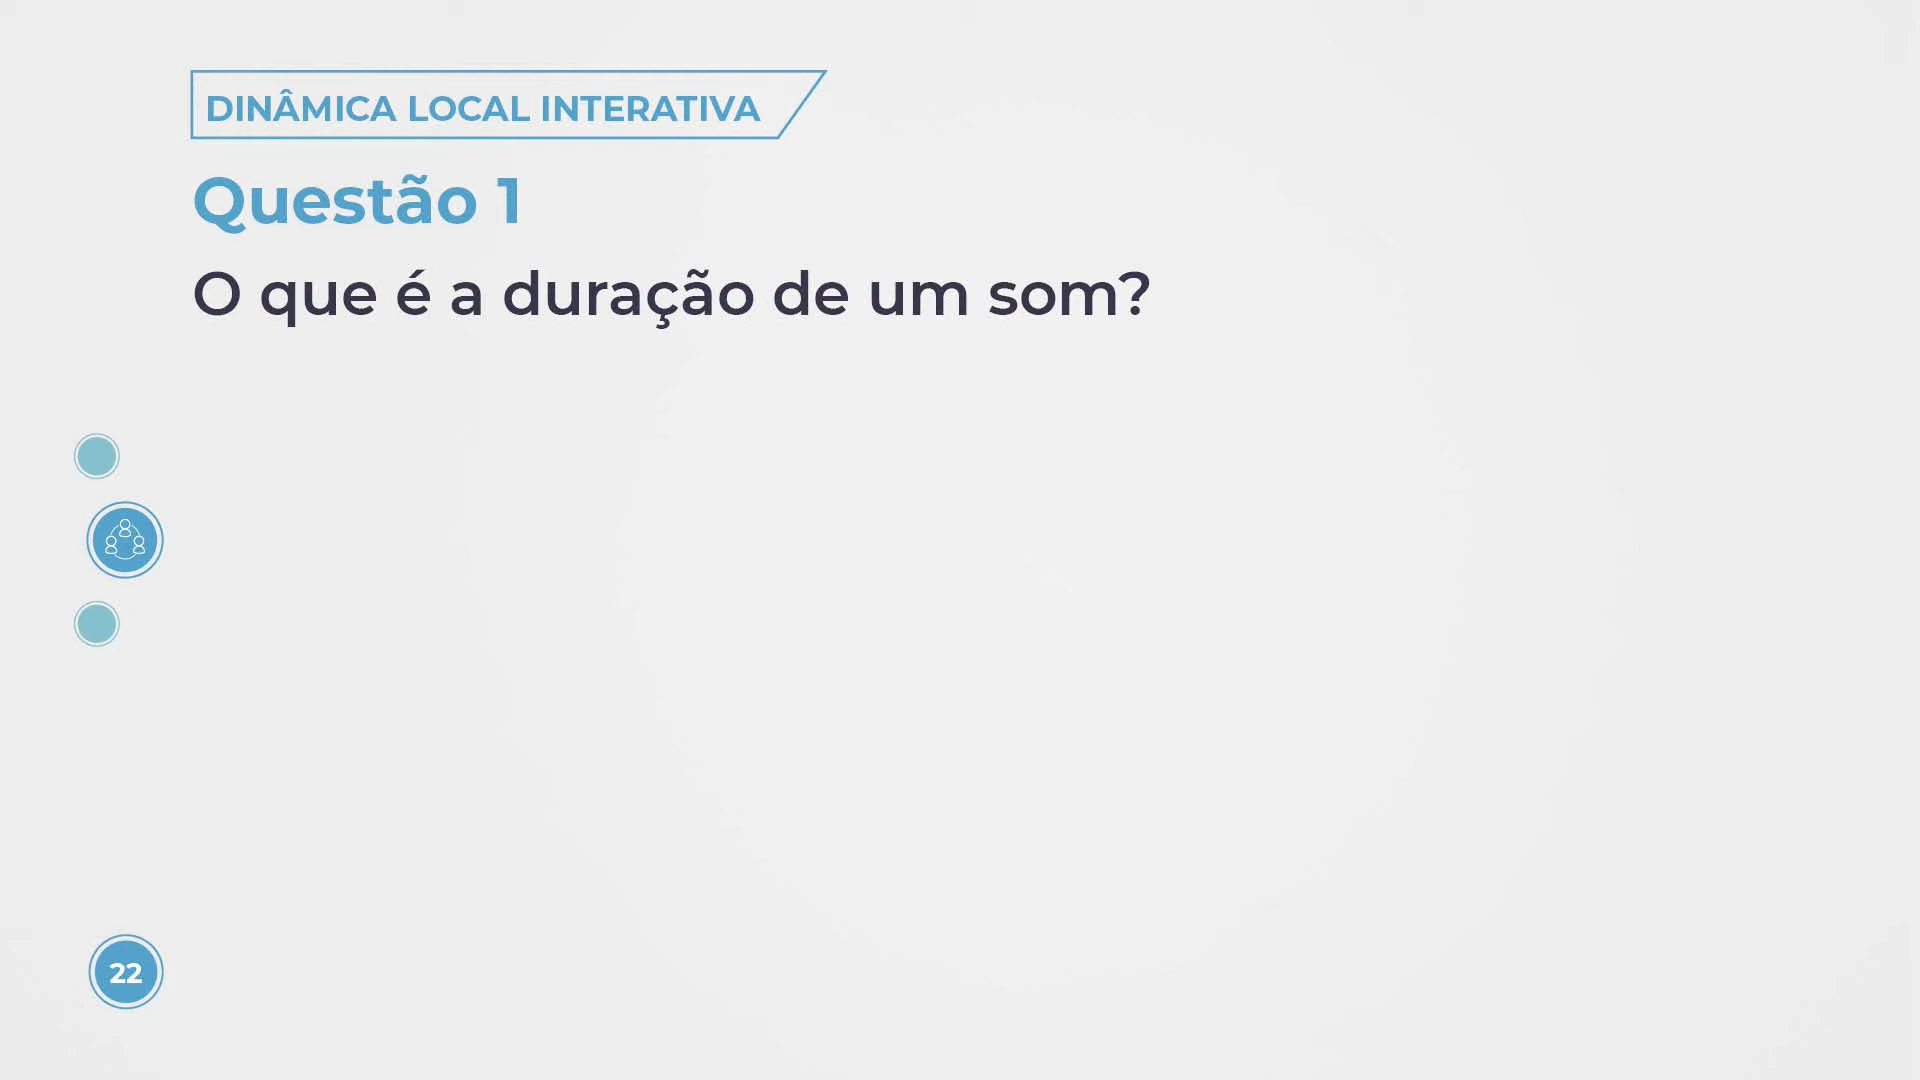 DINÂMICA LOCAL INTERATIVA
Questão 1
O que é a duração de um som?
22